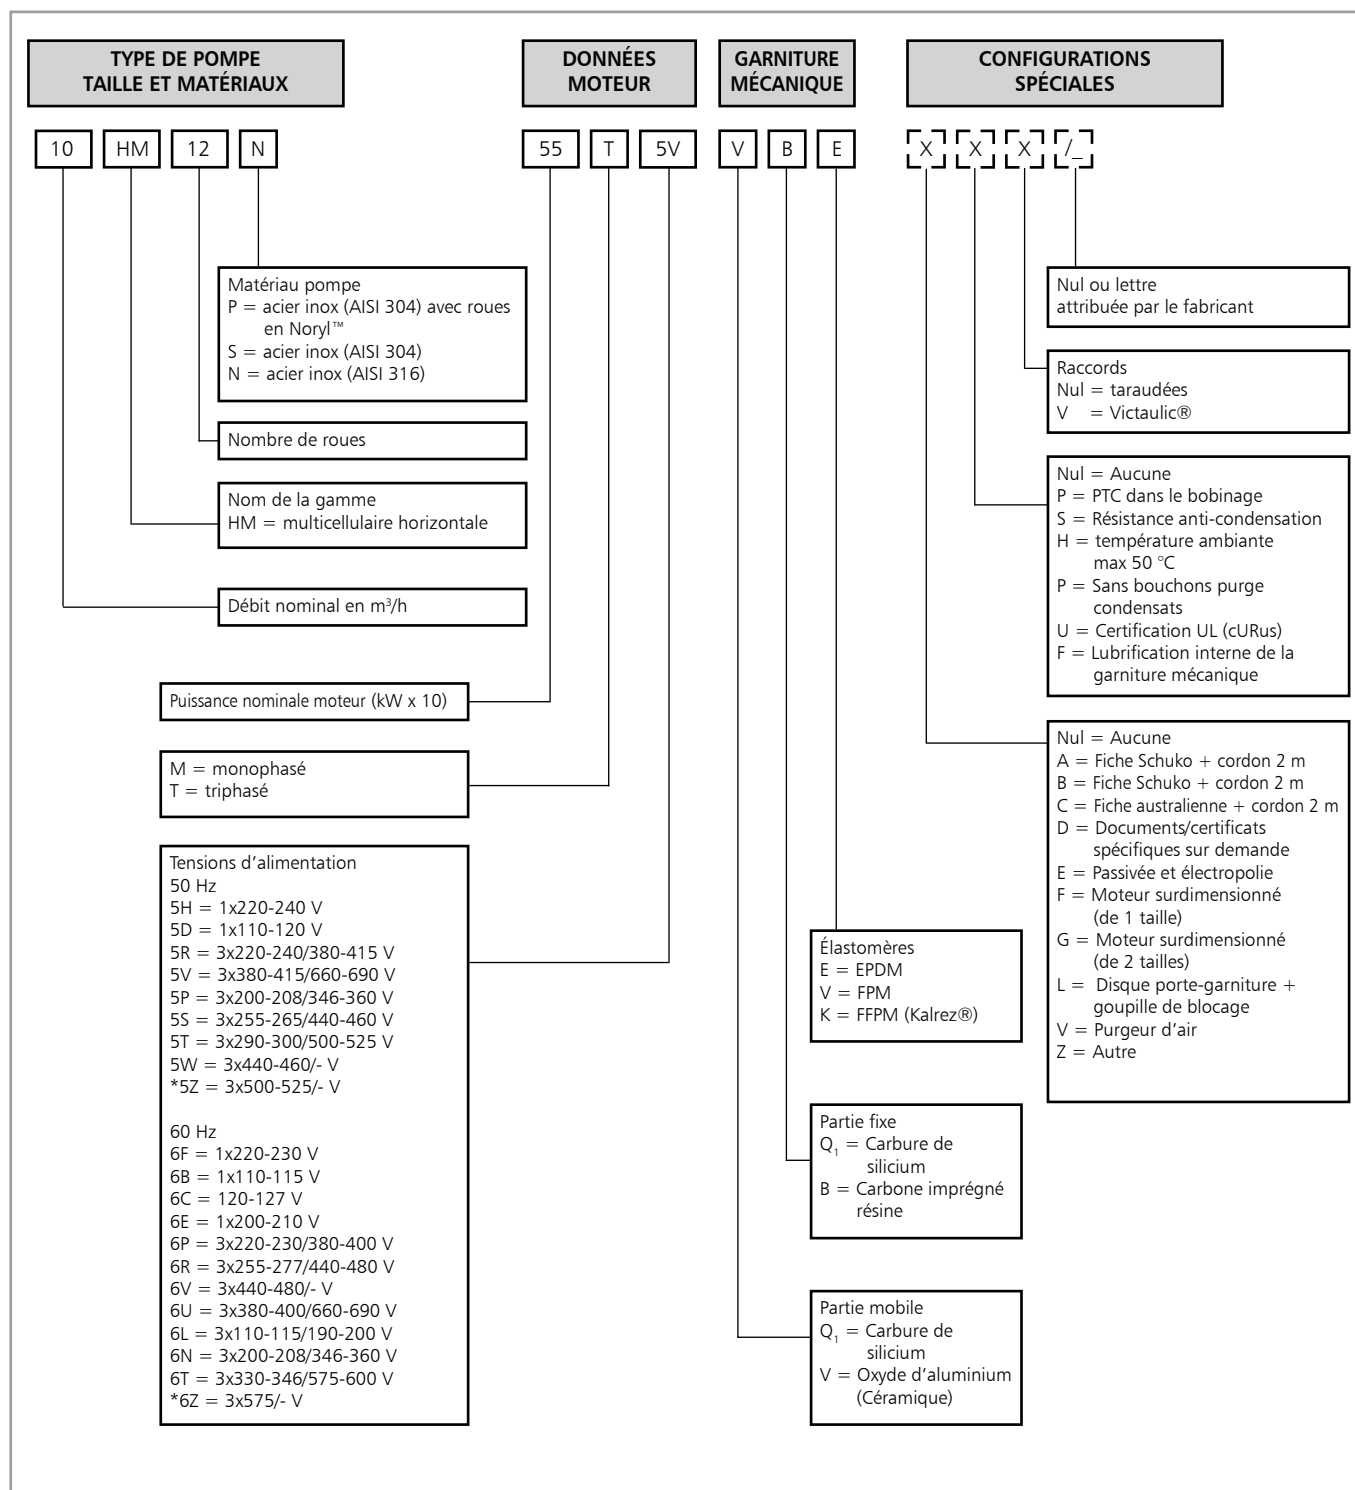 TYPE DE POMPE
TAILLE ET MATÉRIAUX
DONNÉES
MOTEUR
GARNITURE
MÉCANIQUE
CONFIGURATIONS
SPÉCIALES
10 HM 12 N 55 T 5V V B E X X X /_
Matériau pompe
P = acier inox (AISI 304) avec roues
en Noryl™
S = acier inox (AISI 304)
N = acier inox (AISI 316)
Nombre de roues
Nom de la gamme
HM = multicellulaire horizontale
Débit nominal en m³/h
Puissance nominale moteur (kW x 10)
M = monophasé
T = triphasé
Tensions d'alimentation
50 Hz
5H = 1x220-240 V
5D = 1x110-120 V
5R = 3x220-240/380-415 V
5V = 3x380-415/660-690 V
5P = 3x200-208/346-360 V
5S = 3x255-265/440-460 V
5T = 3x290-300/500-525 V
5W = 3x440-460/- V
*5Z = 3x500-525/- V
60 Hz
6F = 1x220-230 V
6B = 1x110-115 V
6C = 120-127 V
6E = 1x200-210 V
6P = 3x220-230/380-400 V
6R = 3x255-277/440-480 V
6V = 3x440-480/- V
6U = 3x380-400/660-690 V
6L = 3x110-115/190-200 V
6N = 3x200-208/346-360 V
6T = 3x330-346/575-600 V
*6Z = 3x575/- V
Élastomères
E = EPDM
V = FPM
K = FFPM (Kalrez®)
Partie fixe
Q₁ = Carbure de
silicium
B = Carbone imprégné
résine
Partie mobile
Q₁ = Carbure de
silicium
V = Oxyde d'aluminium
(Céramique)
Nul ou lettre
attribuée par le fabricant
Raccords
Nul = taraudées
V = Victaulic®
Nul = Aucune
P = PTC dans le bobinage
S = Résistance anti-condensation
H = température ambiante
max 50 °C
P = Sans bouchons purge
condensats
U = Certification UL (cURus)
F = Lubrification interne de la
garniture mécanique
Nul = Aucune
A = Fiche Schuko + cordon 2 m
B = Fiche Schuko + cordon 2 m
C = Fiche australienne + cordon 2 m
D = Documents/certificats
spécifiques sur demande
E = Passivée et électropolie
F = Moteur surdimensionné
(de 1 taille)
G = Moteur surdimensionné
(de 2 tailles)
L = Disque porte-garniture +
goupille de blocage
V = Purgeur d'air
Z = Autre